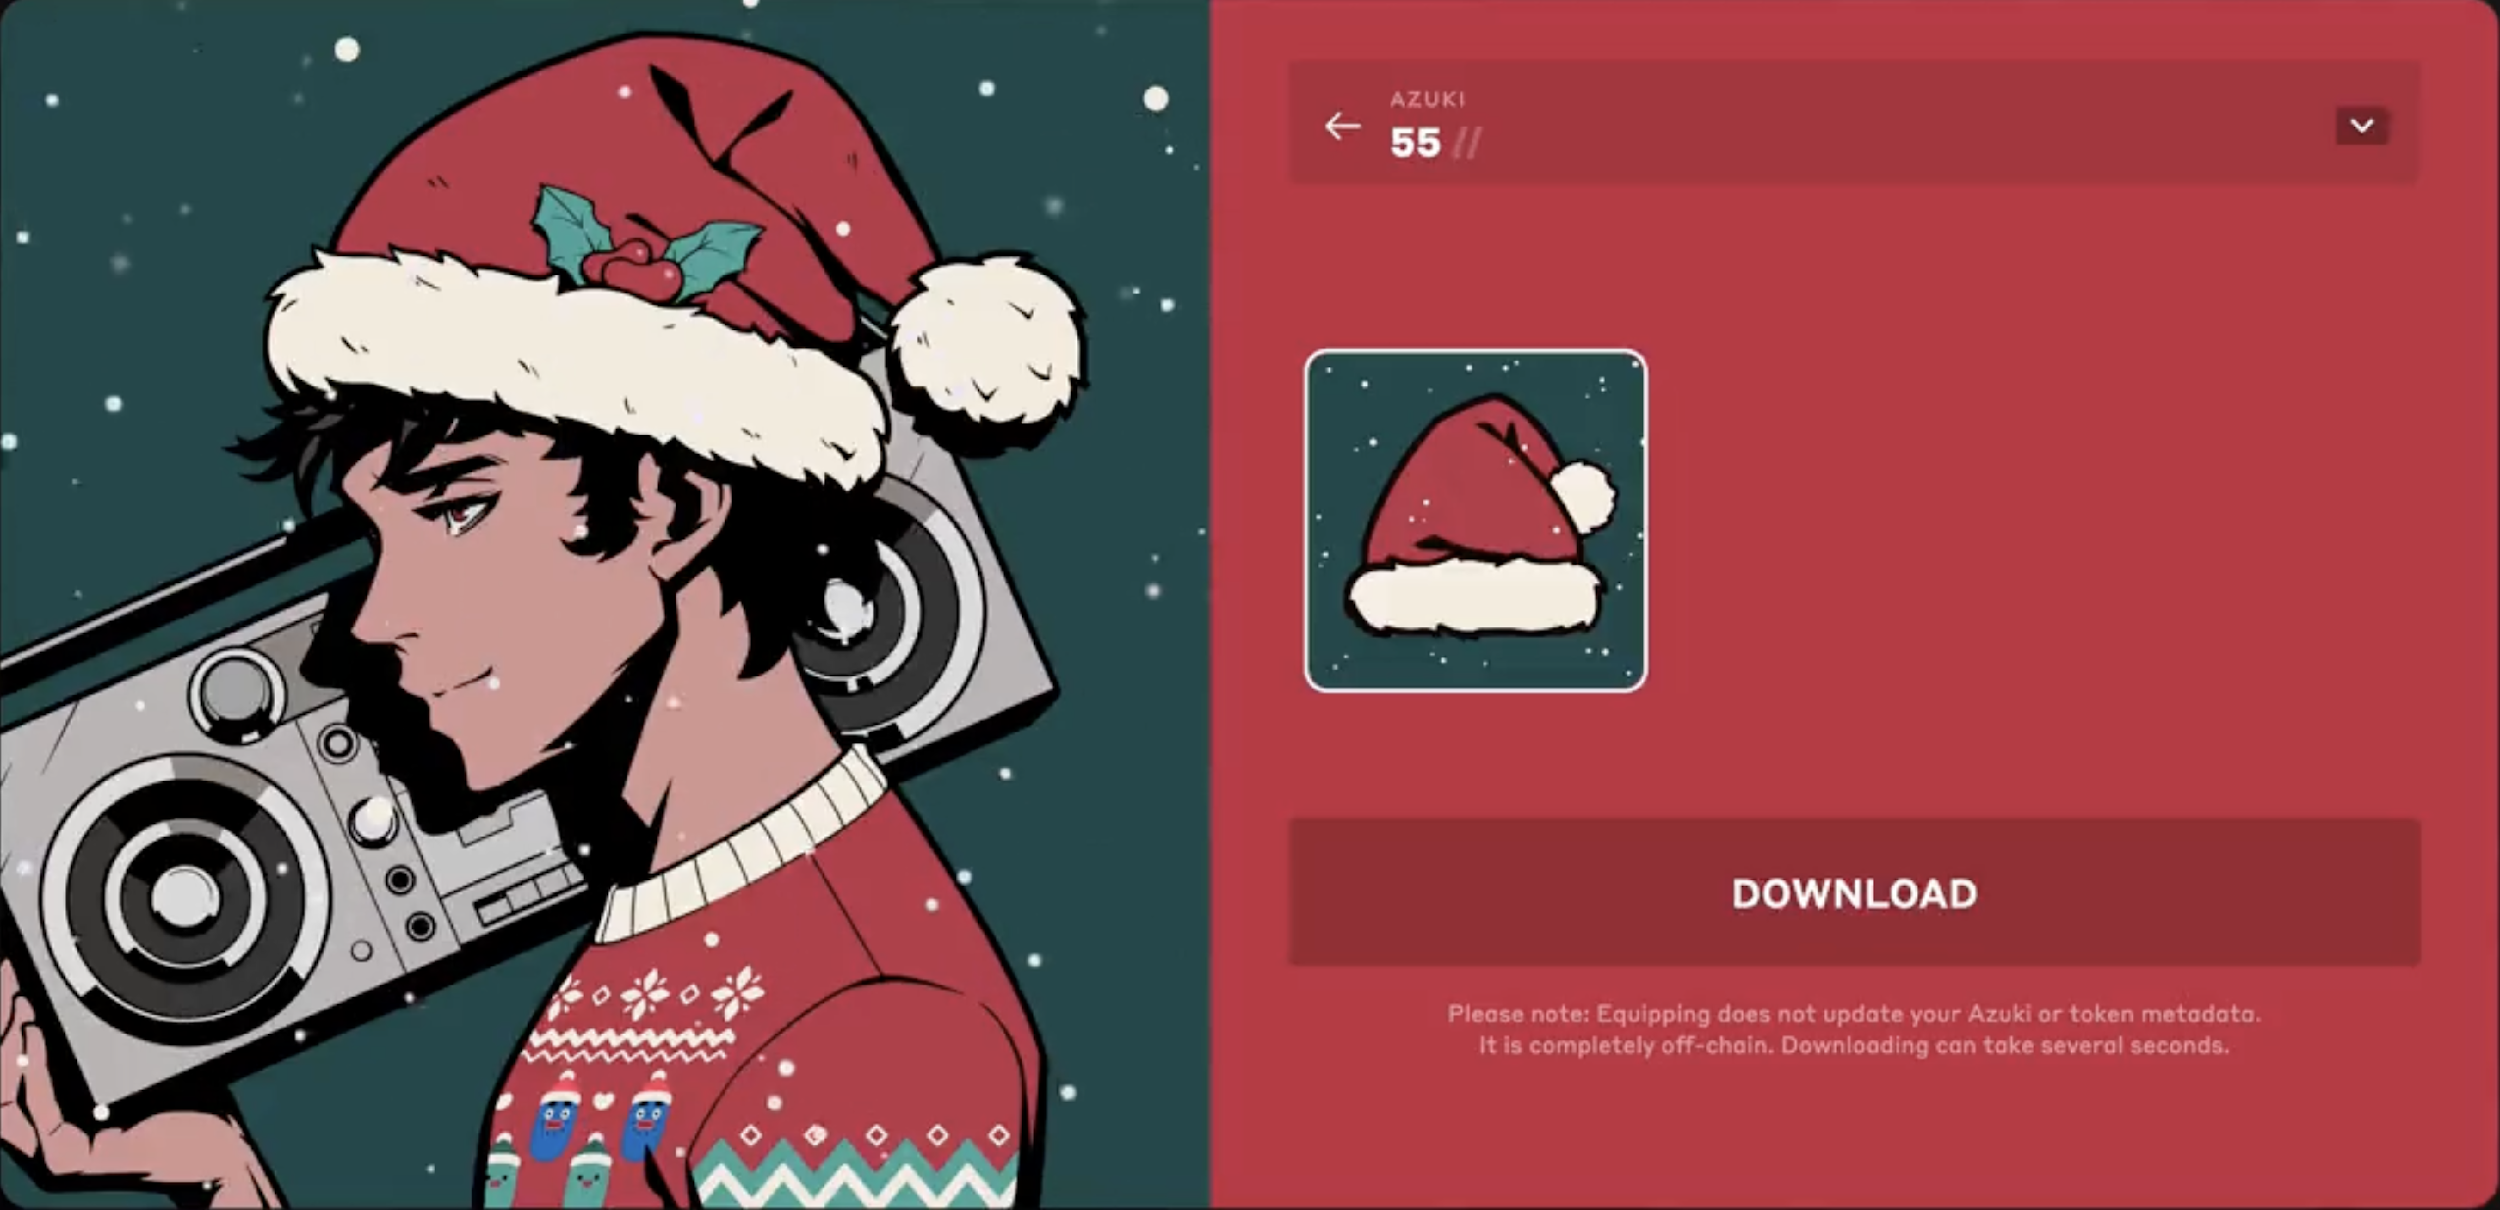 AZUKI
55 //
DOWNLOAD
Please note: Equipping does not update your Azuki or token metadata.
It is completely off-chain. Downloading can take several seconds.